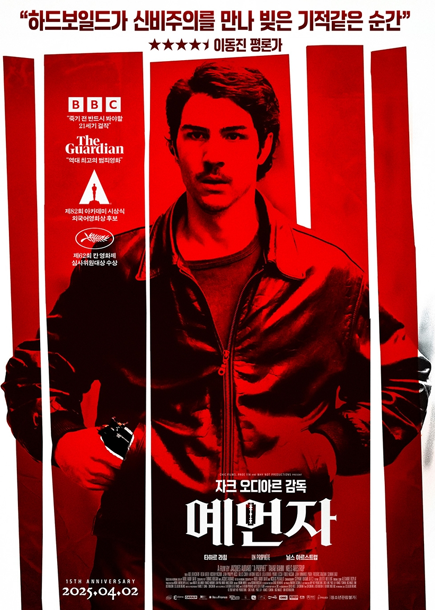 “하드보일드가 신비주의를 만나 빚은 기적같은 순간”
★★★★ 이동진 평론가
BBC
“죽기 전 반드시 봐야할
21세기 걸작”
The
Guardian
“역대 최고의 범죄영화”
제82회 아카데미 시상식
외국어영화상 후보
제62회 칸 영화제
심사위원대상 수상
자크 오디아르 감독
예언자
타하르 라힘 UN PROPHETE 닐스 아르스트럽
15TH ANNIVERSARY
2025.04.02